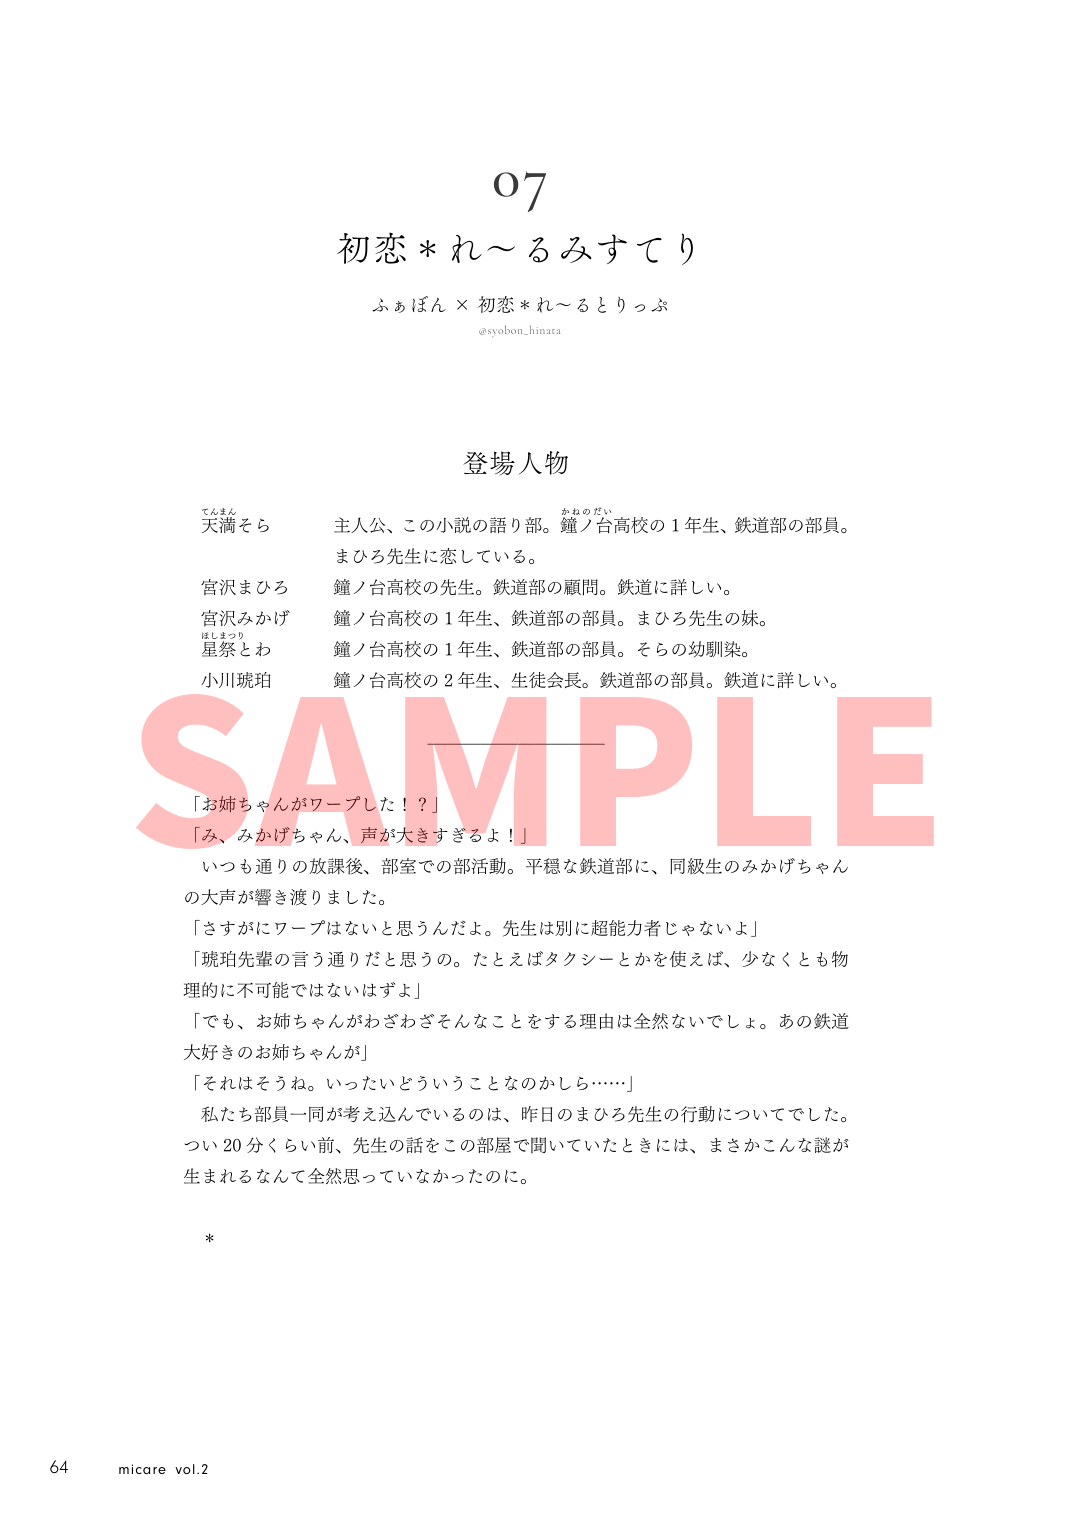 07
初恋＊れ～るみすてり
ふぁぼん × 初恋＊れ～るとりっぷ
@syobon_hinata
登場人物
てんまん
かねのだい
天満そら 主人公、この小説の語り部。鐘ノ台高校の 1 年生、鉄道部の部員。
まひろ先生に恋している。
宮沢まひろ 鐘ノ台高校の先生。鉄道部の顧問。鉄道に詳しい。
宮沢みかげ 鐘ノ台高校の 1 年生、鉄道部の部員。まひろ先生の妹。
ほしまつり
星祭とわ 鐘ノ台高校の 1 年生、鉄道部の部員。そらの幼馴染。
小川琥珀 鐘ノ台高校の 2 年生、生徒会長。鉄道部の部員。鉄道に詳しい。
SAMPLE
「お姉ちゃんがワープした！？」
「み、みかげちゃん、声が大きすぎるよ！」
いつも通りの放課後、部室での部活動。平穏な鉄道部に、同級生のみかげちゃん
の大声が響き渡りました。
「さすがにワープはないと思うんだよ。先生は別に超能力者じゃないよ」
「琥珀先輩の言う通りだと思うの。たとえばタクシーとかを使えば、少なくとも物
理的に不可能ではないはずよ」
「でも、お姉ちゃんがわざわざそんなことをする理由は全然ないでしょ。あの鉄道
大好きのお姉ちゃんが」
「それはそうね。いったいどういうことなのかしら……」
私たち部員一同が考え込んでいるのは、昨日のまひろ先生の行動についてでした。
つい 20 分くらい前、先生の話をこの部屋で聞いていたときには、まさかこんな謎が
生まれるなんて全然思っていなかったのに。
＊
64 micare vol.2